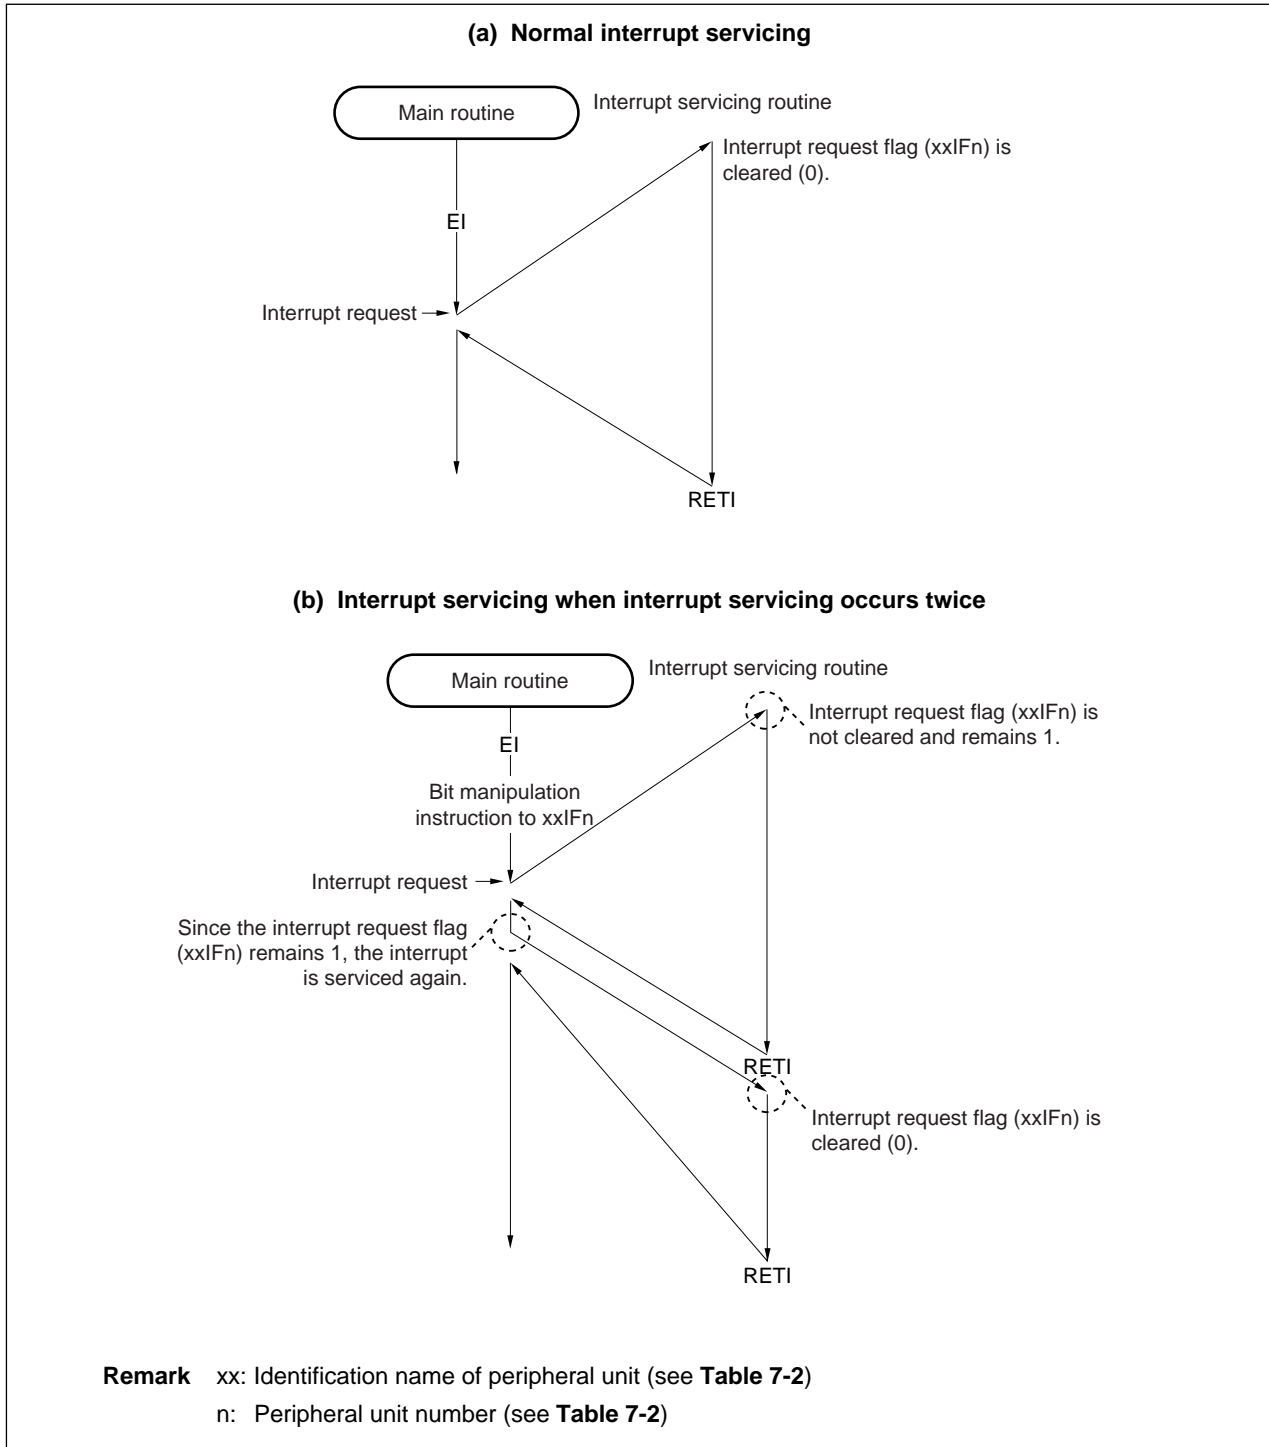 (a) Normal interrupt servicing
Main routine
Interrupt servicing routine
Interrupt request flag (xxIFn) is
cleared (0).
EI
Interrupt request
RETI
(b) Interrupt servicing when interrupt servicing occurs twice
Main routine
Interrupt servicing routine
Interrupt request flag (xxIFn) is
not cleared and remains 1.
EI
Bit manipulation
instruction to xxIFn
Interrupt request
Since the interrupt request flag
(xxIFn) remains 1, the interrupt
is serviced again.
RETI
Interrupt request flag (xxIFn) is
cleared (0).
RETI
Remark xx: Identification name of peripheral unit (see Table 7-2)
n: Peripheral unit number (see Table 7-2)